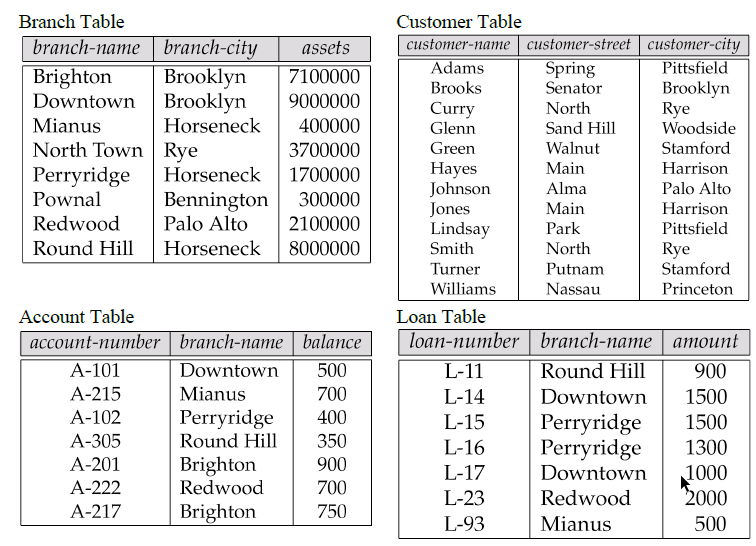 Branch Table
branch-name branch-city assets
Brighton Brooklyn 7100000
Downtown Brooklyn 9000000
Mianus Horseneck 400000
North Town Rye 3700000
Perryridge Horseneck 1700000
Pownal Bennington 300000
Redwood Palo Alto 2100000
Round Hill Horseneck 8000000
Customer Table
customer-name customer-street customer-city
Adams Spring Pittsfield
Brooks Senator Brooklyn
Curry North Rye
Glenn Sand Hill Woodside
Green Walnut Stamford
Hayes Main Harrison
Johnson Alma Palo Alto
Jones Main Harrison
Lindsay Park Pittsfield
Smith North Rye
Turner Putnam Stamford
Williams Nassau Princeton
Account Table
account-number branch-name balance
A-101 Downtown 500
A-215 Mianus 700
A-102 Perryridge 400
A-305 Round Hill 350
A-201 Brighton 900
A-222 Redwood 700
A-217 Brighton 750
Loan Table
loan-number branch-name amount
L-11 Round Hill 900
L-14 Downtown 1500
L-15 Perryridge 1500
L-16 Perryridge 1300
L-17 Downtown 1000
L-23 Redwood 2000
L-93 Mianus 500